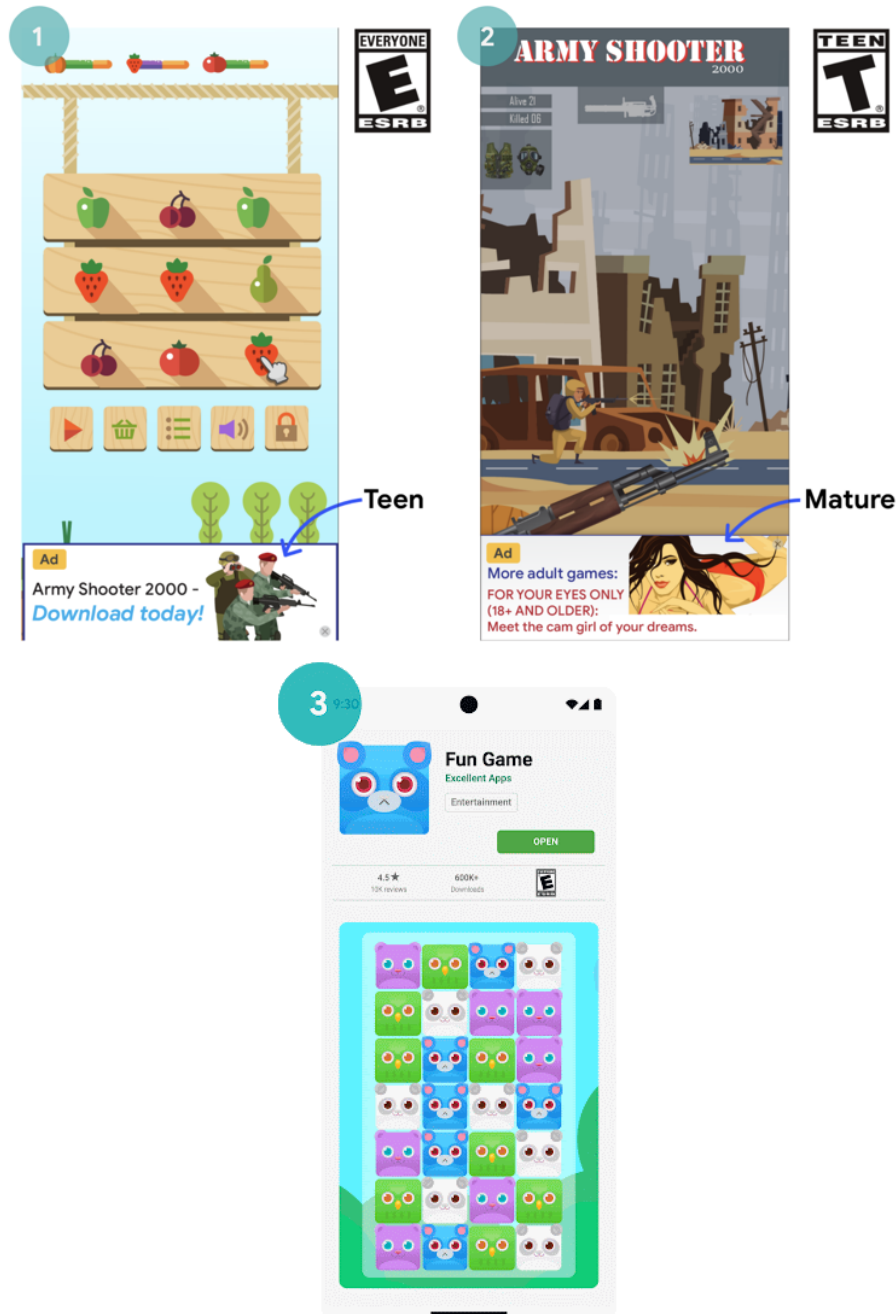 1
EVERYONE
E
ESRB
Teen
Ad
Army Shooter 2000 -
Download today!
2
ARMY SHOOTER
2000
Alive 21
Killed 06
TEEN
T
ESRB
Mature
Ad
More adult games:
FOR YOUR EYES ONLY
(18+ AND OLDER):
Meet the cam girl of your dreams.
3
9:30
Fun Game
Excellent Apps
Entertainment
OPEN
4.5★
10K reviews
600K+
Downloads
E